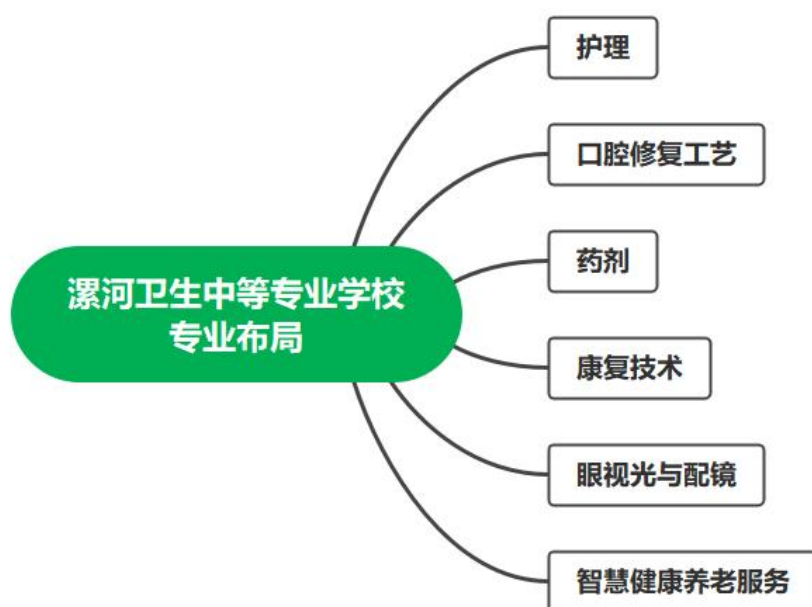 漯河卫生中等专业学校
专业布局
护理
口腔修复工艺
药剂
康复技术
眼视光与配镜
智慧健康养老服务